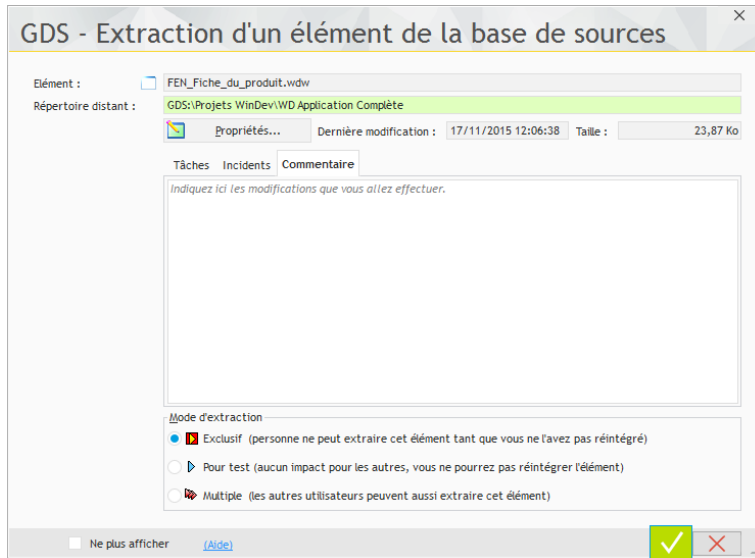 GDS - Extraction d'un élément de la base de sources
Elément :
FEN_Fiche_du_produit.wdw
Répertoire distant :
GDS:\Projets WinDev\WD Application Complète
Propriétés... Dernière modification : 17/11/2015 12:06:38 Taille : 23,87 Ko
Tâches Incidents Commentaire
Indiquez ici les modifications que vous allez effectuer.
Mode d'extraction
Exclusif (personne ne peut extraire cet élément tant que vous ne l'avez pas réintégré)
Pour test (aucun impact pour les autres, vous ne pourrez pas réintégrer l'élément)
Multiple (les autres utilisateurs peuvent aussi extraire cet élément)
Ne plus afficher (Aide)